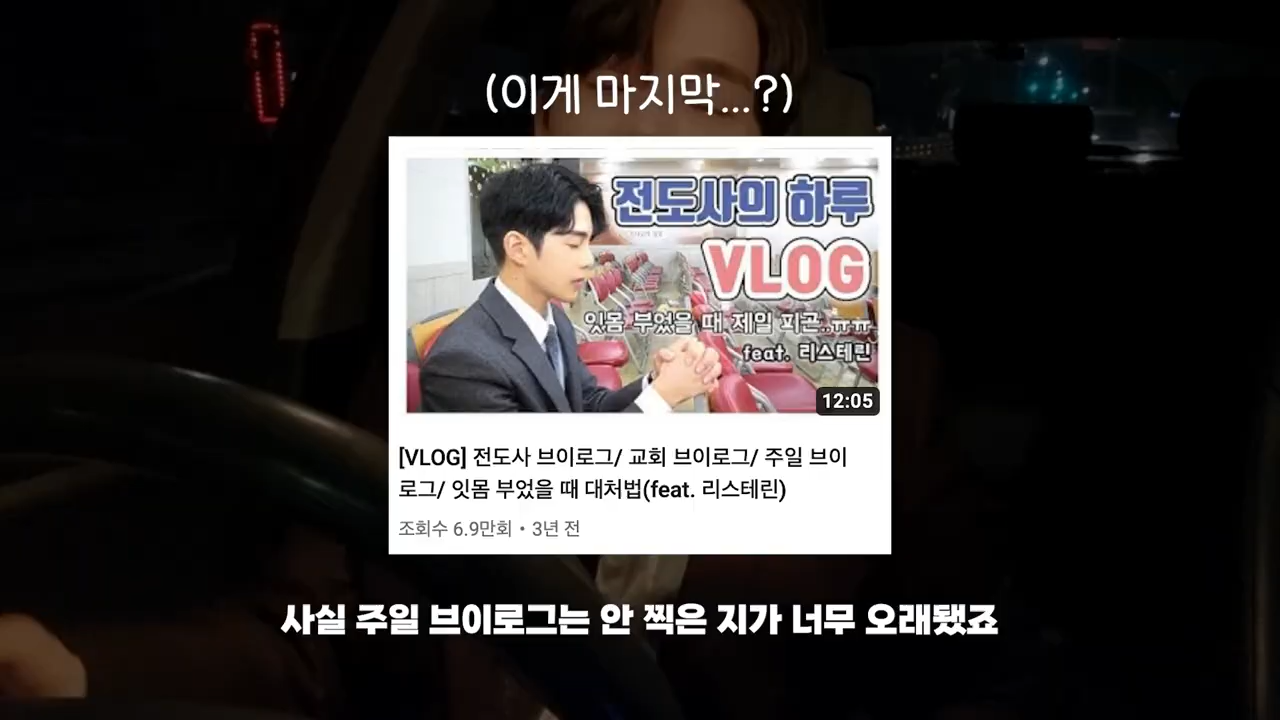 (이게 마지막...?)
전도사의 하루
VLOG
잇몸 부었을 때 제일 피곤..ㅠㅠ
feat. 리스테린
12:05
[VLOG] 전도사 브이로그/ 교회 브이로그/ 주일 브이
로그/ 잇몸 부었을 때 대처법(feat. 리스테린)
조회수 6.9만회 • 3년 전
사실 주일 브이로그는 안 찍은 지가 너무 오래됐죠